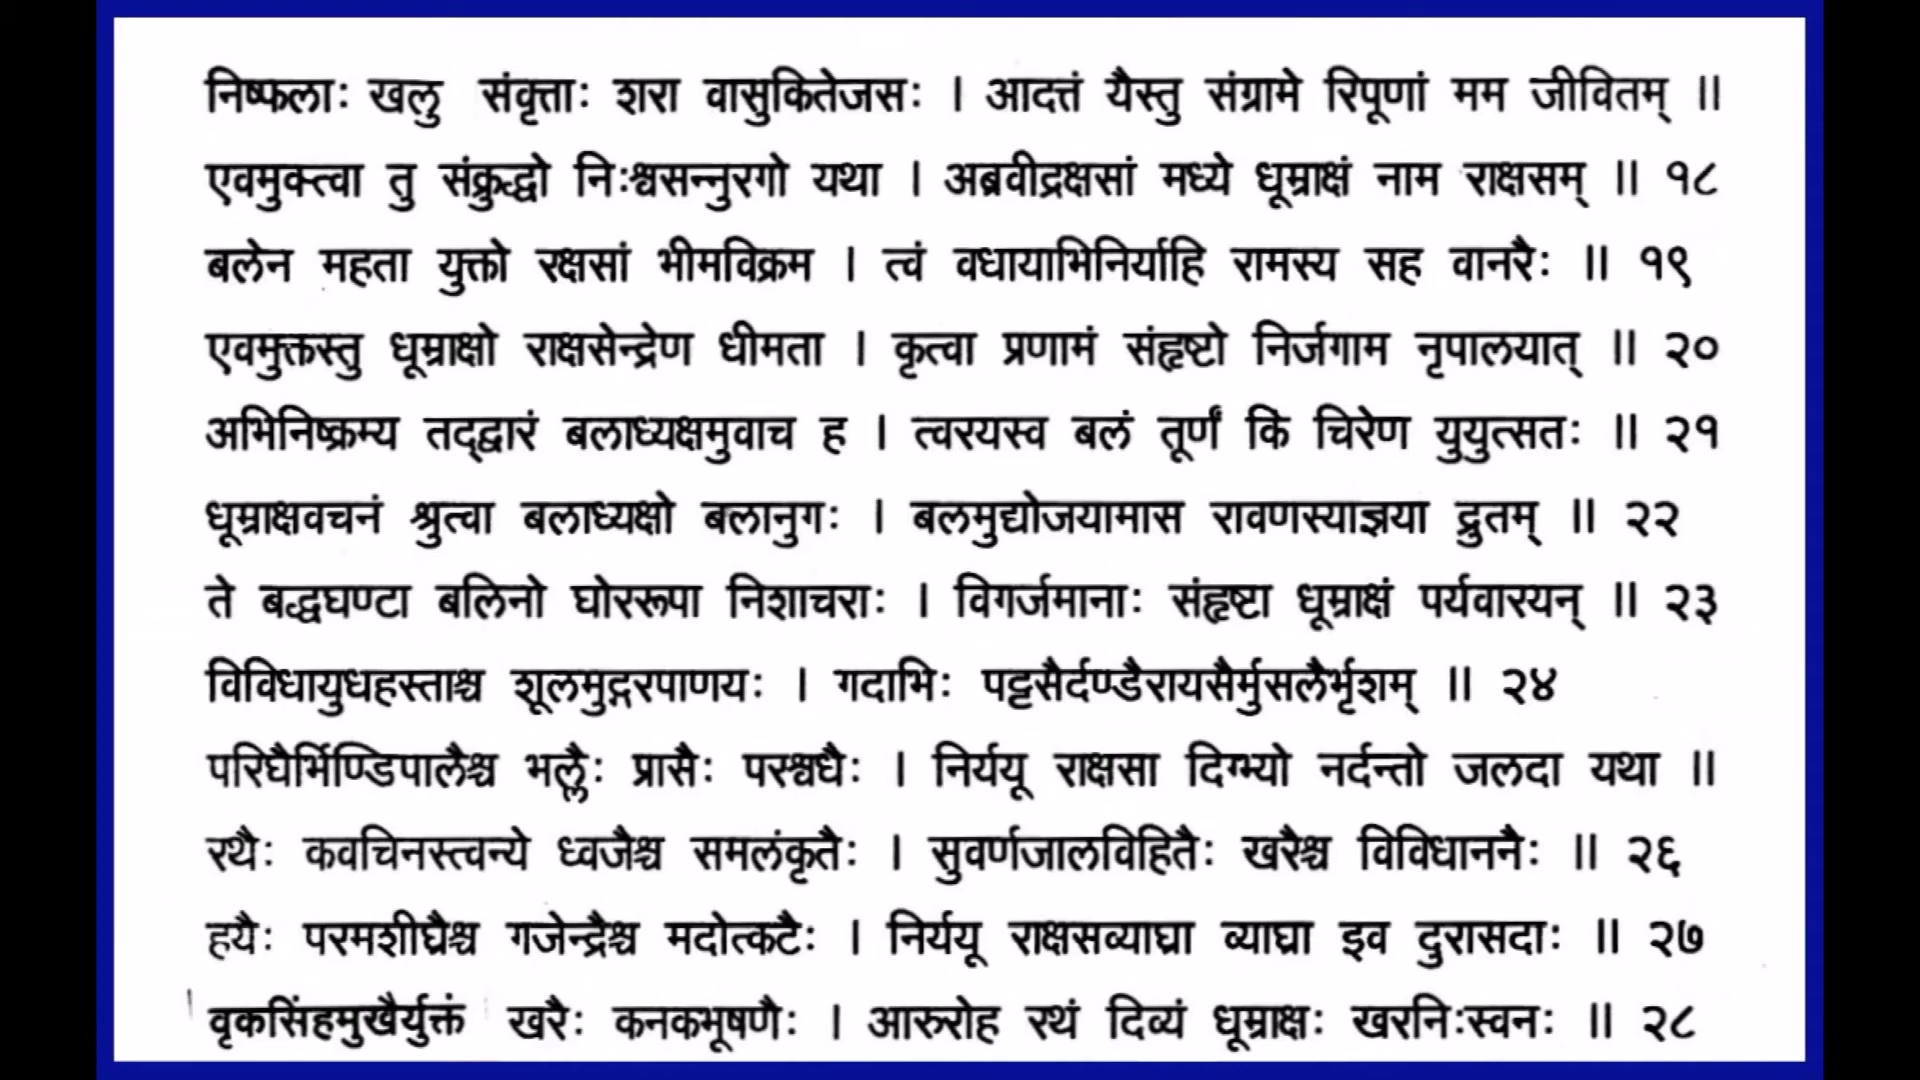 निष्फलाः खलु संवृत्ताः शरा वासुकितेजसः । आदत्तं यैस्तु संग्रामे रिपूणां मम जीवितम् ॥
एवमुक्त्वा तु संक्रुद्धो निःश्वसन्नुरगो यथा । अब्रवीद्रक्षसां मध्ये धूम्राक्षं नाम राक्षसम् ॥ १८
बलेन महता युक्तो रक्षसां भीमविक्रम । त्वं वधायाभिनिर्याहि रामस्य सह वानरैः ॥ १९
एवमुक्तस्तु धूम्राक्षो राक्षसेन्द्रेण धीमता । कृत्वा प्रणामं संहृष्टो निर्जगाम नृपालयात् ॥ २०
अभिनिष्क्रम्य तद्द्वारं बलाध्यक्षमुवाच ह । त्वरयस्व बलं तूर्णं किं चिरेण युयुत्सतः ॥ २१
धूम्राक्षवचनं श्रुत्वा बलाध्यक्षो बलानुगः । बलमुद्योजयामास रावणस्याज्ञया द्रुतम् ॥ २२
ते बद्धघण्टा बलिनो घोररूपा निशाचराः । विगर्जमानाः संहृष्टा धूम्राक्षं पर्यवारयन् ॥ २३
विविधायुधहस्ताश्च शूलमुद्गरपाणयः । गदाभिः पट्टसैर्दण्डैरायसैर्मुसलैर्भृशम् ॥ २४
परिघैर्भिण्डिपालैश्च भल्लैः प्रासैः परश्वधैः । निर्ययू राक्षसा दिग्भ्यो नर्दन्तो जलदा यथा ॥
रथैः कवचिनस्त्वन्ये ध्वजैश्च समलंकृतैः । सुवर्णजालविहितैः खरैश्च विविधाननैः ॥ २६
हयैः परमशीघ्रैश्च गजेन्द्रैश्च मदोत्कटैः । निर्ययू राक्षसव्याघ्रा व्याघ्रा इव दुरासदाः ॥ २७
वृकसिंहमुखैर्युक्तं खरैः कनकभूषणैः । आरुरोह रथं दिव्यं धूम्राक्षः खरनिःस्वनः ॥ २८